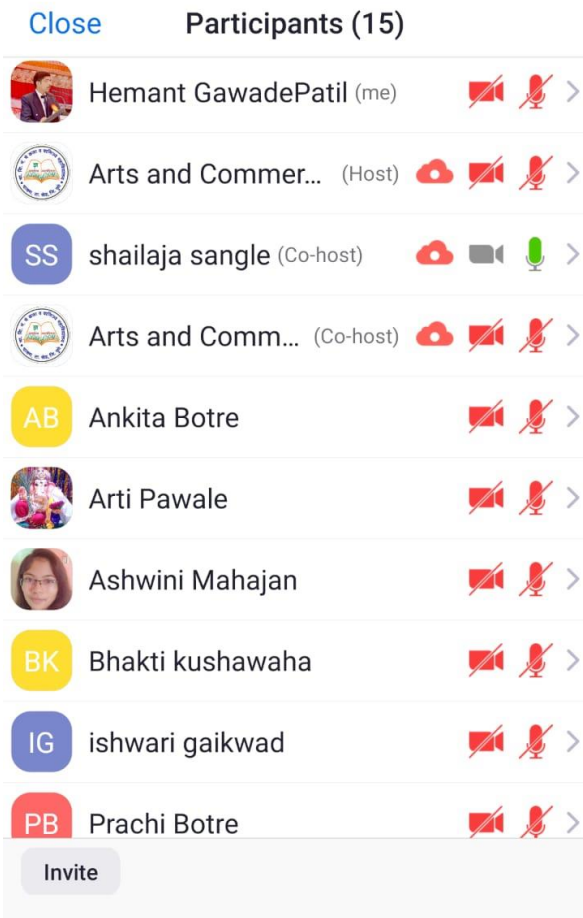 Close Participants (15)
Hemant GawadePatil (me)
Arts and Commer... (Host)
SS shailaja sangle (Co-host)
Arts and Comm... (Co-host)
AB Ankita Botre
Arti Pawale
Ashwini Mahajan
BK Bhakti kushawaha
IG ishwari gaikwad
PB Prachi Botre
Invite